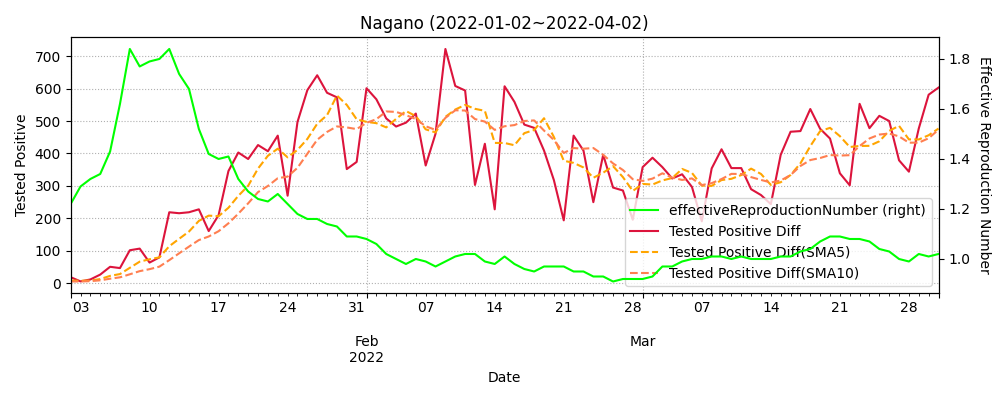 Nagano (2022-01-02~2022-04-02)
Tested Positive
700
600
500
400
300
200
100
0
1.8
1.6
1.4
1.2
1.0
Effective Reproduction Number
effectiveReproductionNumber (right)
Tested Positive Diff
Tested Positive Diff(SMA5)
Tested Positive Diff(SMA10)
03 10 17 24 31 07 14 21 28 07 14 21 28
Feb Mar
2022
Date